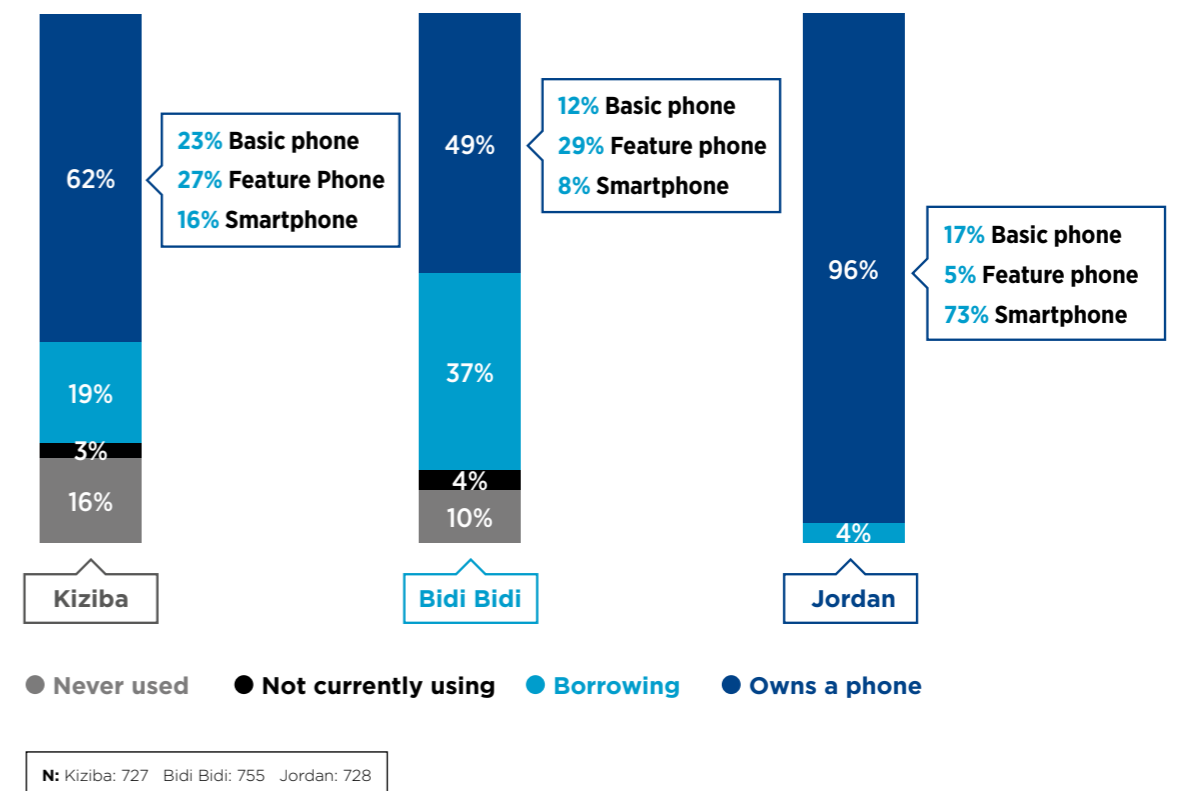 62%
23% Basic phone
27% Feature Phone
16% Smartphone
19%
3%
16%
Kiziba
49%
12% Basic phone
29% Feature phone
8% Smartphone
37%
4%
10%
Bidi Bidi
96%
17% Basic phone
5% Feature phone
73% Smartphone
4%
Jordan
Never used Not currently using Borrowing Owns a phone
N: Kiziba: 727 Bidi Bidi: 755 Jordan: 728